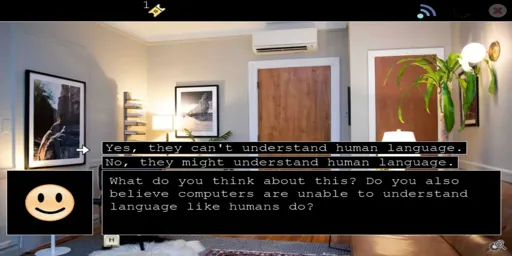 1
Yes, they can't understand human language.
No, they might understand human language.
What do you think about this? Do you also
believe computers are unable to understand
language like humans do?
H